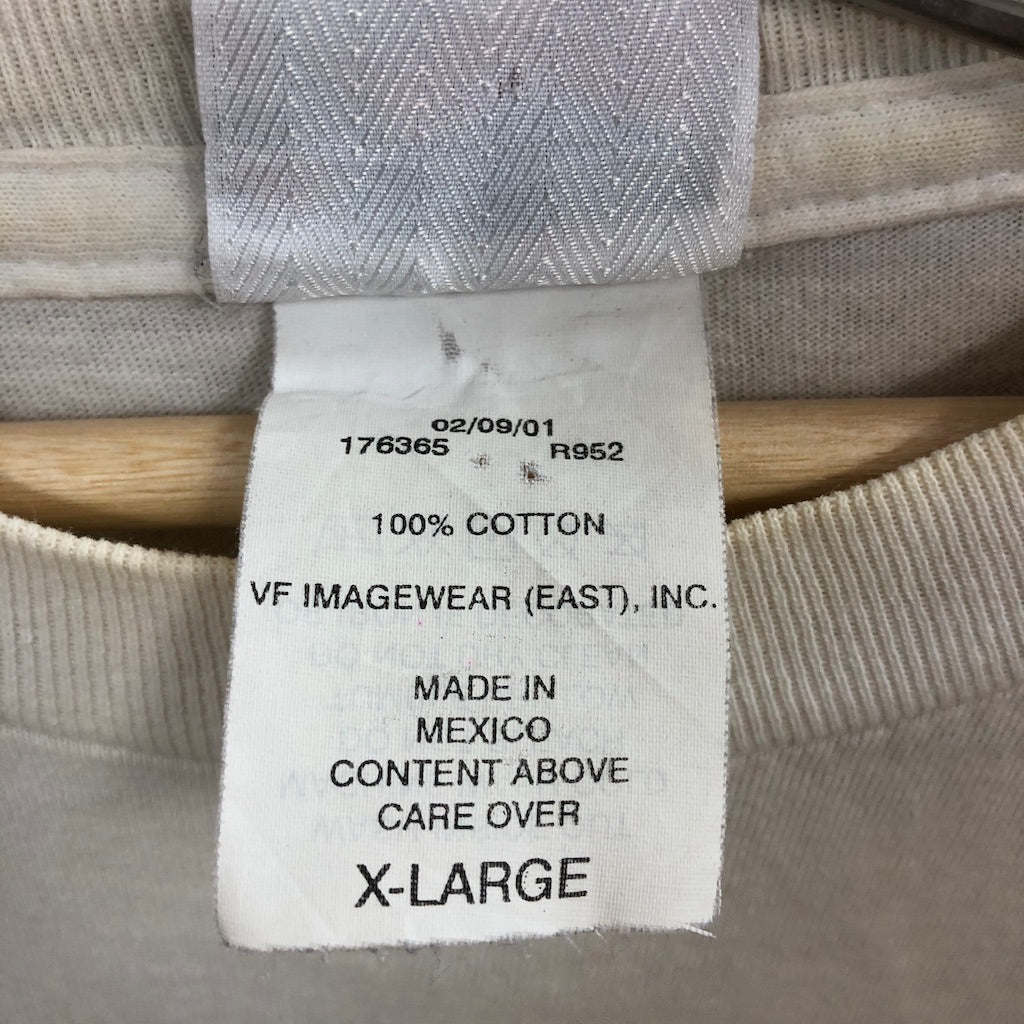 02/09/01
176365 R952
100% COTTON
VF IMAGEWEAR (EAST), INC.
MADE IN
MEXICO
CONTENT ABOVE
CARE OVER
X-LARGE